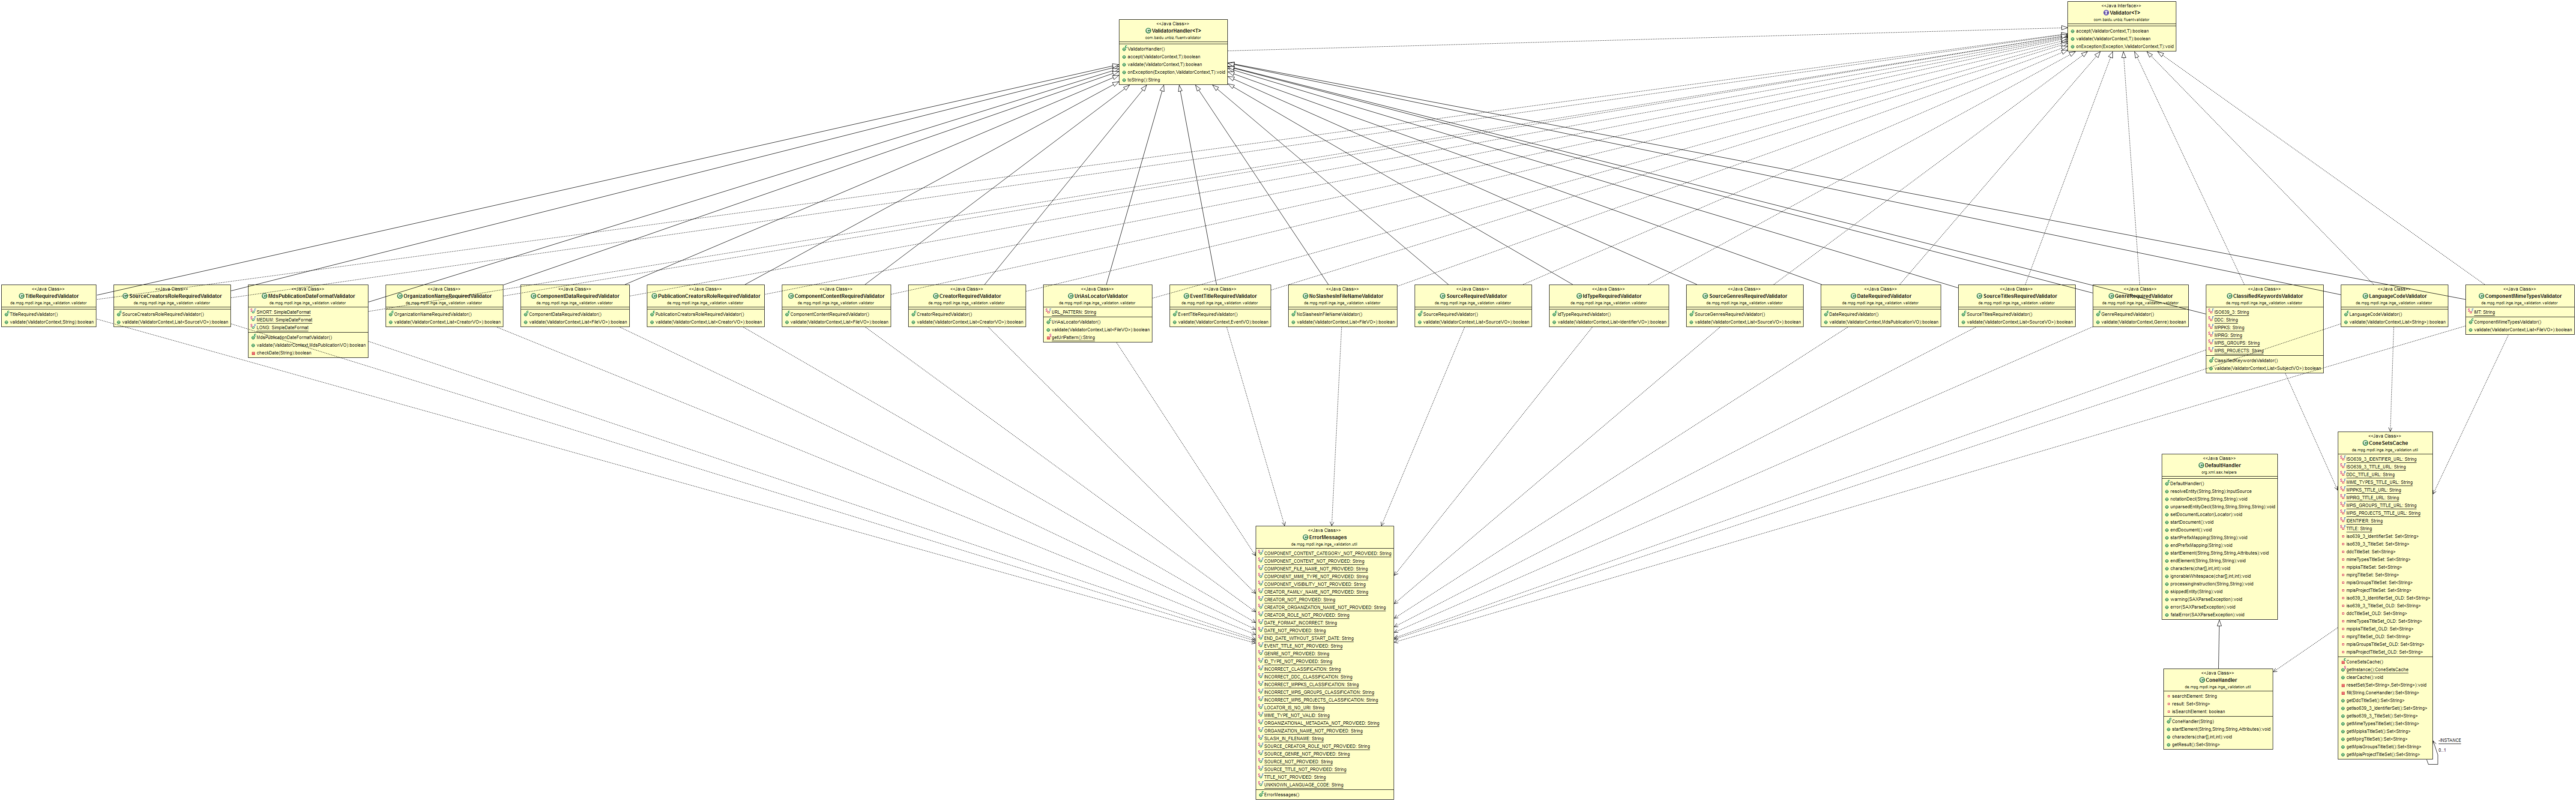 <<Java Class>>
ValidatorHandler<T>
com.baidu.unbiz.fluentvalidator
ValidatorHandler()
accept(ValidatorContext,T):boolean
validate(ValidatorContext,T):boolean
onException(Exception,ValidatorContext,T):void
toString():String
<<Java Interface>>
Validator<T>
com.baidu.unbiz.fluentvalidator
accept(ValidatorContext,T):boolean
validate(ValidatorContext,T):boolean
onException(Exception,ValidatorContext,T):void
<<Java Class>>
TitleRequiredValidator
de.mpg.mpdl.inge.inge_validation.validator
TitleRequiredValidator()
validate(ValidatorContext,String):boolean
<<Java Class>>
SourceCreatorsRoleRequiredValidator
de.mpg.mpdl.inge.inge_validation.validator
SourceCreatorsRoleRequiredValidator()
validate(ValidatorContext,List<SourceVO>):boolean
<<Java Class>>
MdsPublicationDateFormatValidator
de.mpg.mpdl.inge.inge_validation.validator
SHORT: SimpleDateFormat
MEDIUM: SimpleDateFormat
LONG: SimpleDateFormat
MdsPublicationDateFormatValidator()
validate(ValidatorContext,MdsPublicationVO):boolean
checkDate(String):boolean
<<Java Class>>
OrganizationNameRequiredValidator
de.mpg.mpdl.inge.inge_validation.validator
OrganizationNameRequiredValidator()
validate(ValidatorContext,List<CreatorVO>):boolean
<<Java Class>>
ComponentDataRequiredValidator
de.mpg.mpdl.inge.inge_validation.validator
ComponentDataRequiredValidator()
validate(ValidatorContext,List<FileVO>):boolean
<<Java Class>>
PublicationCreatorsRoleRequiredValidator
de.mpg.mpdl.inge.inge_validation.validator
PublicationCreatorsRoleRequiredValidator()
validate(ValidatorContext,List<CreatorVO>):boolean
<<Java Class>>
ComponentContentRequiredValidator
de.mpg.mpdl.inge.inge_validation.validator
ComponentContentRequiredValidator()
validate(ValidatorContext,List<FileVO>):boolean
<<Java Class>>
CreatorRequiredValidator
de.mpg.mpdl.inge.inge_validation.validator
CreatorRequiredValidator()
validate(ValidatorContext,List<CreatorVO>):boolean
<<Java Class>>
UriAsLocatorValidator
de.mpg.mpdl.inge.inge_validation.validator
URL_PATTERN: String
UriAsLocatorValidator()
validate(ValidatorContext,List<FileVO>):boolean
getUrlPattern():String
<<Java Class>>
EventTitleRequiredValidator
de.mpg.mpdl.inge.inge_validation.validator
EventTitleRequiredValidator()
validate(ValidatorContext,EventVO):boolean
<<Java Class>>
NoSlashesInFileNameValidator
de.mpg.mpdl.inge.inge_validation.validator
NoSlashesInFileNameValidator()
validate(ValidatorContext,List<FileVO>):boolean
<<Java Class>>
SourceRequiredValidator
de.mpg.mpdl.inge.inge_validation.validator
SourceRequiredValidator()
validate(ValidatorContext,List<SourceVO>):boolean
<<Java Class>>
IdTypeRequiredValidator
de.mpg.mpdl.inge.inge_validation.validator
IdTypeRequiredValidator()
validate(ValidatorContext,List<IdentifierVO>):boolean
<<Java Class>>
SourceGenresRequiredValidator
de.mpg.mpdl.inge.inge_validation.validator
SourceGenresRequiredValidator()
validate(ValidatorContext,List<SourceVO>):boolean
<<Java Class>>
DateRequiredValidator
de.mpg.mpdl.inge.inge_validation.validator
DateRequiredValidator()
validate(ValidatorContext,MdsPublicationVO):boolean
<<Java Class>>
SourceTitlesRequiredValidator
de.mpg.mpdl.inge.inge_validation.validator
SourceTitlesRequiredValidator()
validate(ValidatorContext,List<SourceVO>):boolean
<<Java Class>>
GenreRequiredValidator
de.mpg.mpdl.inge.inge_validation.validator
GenreRequiredValidator()
validate(ValidatorContext,Genre):boolean
<<Java Class>>
ClassifiedKeywordsValidator
de.mpg.mpdl.inge.inge_validation.validator
ISO639_3: String
DDC: String
MPIPKS: String
MPIRG: String
MPIS_GROUPS: String
MPIS_PROJECTS: String
ClassifiedKeywordsValidator()
validate(ValidatorContext,List<SubjectVO>):boolean
<<Java Class>>
LanguageCodeValidator
de.mpg.mpdl.inge.inge_validation.validator
LanguageCodeValidator()
validate(ValidatorContext,List<String>):boolean
<<Java Class>>
ComponentMimeTypesValidator
de.mpg.mpdl.inge.inge_validation.validator
MT: String
ComponentMimeTypesValidator()
validate(ValidatorContext,List<FileVO>):boolean
<<Java Class>>
ErrorMessages
de.mpg.mpdl.inge.inge_validation.util
COMPONENT_CONTENT_CATEGORY_NOT_PROVIDED: String
COMPONENT_CONTENT_NOT_PROVIDED: String
COMPONENT_FILE_NAME_NOT_PROVIDED: String
COMPONENT_MIME_TYPE_NOT_PROVIDED: String
COMPONENT_VISIBILITY_NOT_PROVIDED: String
CREATOR_FAMILY_NAME_NOT_PROVIDED: String
CREATOR_NOT_PROVIDED: String
CREATOR_ORGANIZATION_NAME_NOT_PROVIDED: String
CREATOR_ROLE_NOT_PROVIDED: String
DATE_FORMAT_INCORRECT: String
DATE_NOT_PROVIDED: String
END_DATE_WITHOUT_START_DATE: String
EVENT_TITLE_NOT_PROVIDED: String
GENRE_NOT_PROVIDED: String
ID_TYPE_NOT_PROVIDED: String
INCORRECT_CLASSIFICATION: String
INCORRECT_DDC_CLASSIFICATION: String
INCORRECT_MPIPKS_CLASSIFICATION: String
INCORRECT_MPIS_GROUPS_CLASSIFICATION: String
INCORRECT_MPIS_PROJECTS_CLASSIFICATION: String
LOCATOR_IS_NO_URI: String
MIME_TYPE_NOT_VALID: String
ORGANIZATIONAL_METADATA_NOT_PROVIDED: String
ORGANIZATION_NAME_NOT_PROVIDED: String
SLASH_IN_FILENAME: String
SOURCE_CREATOR_ROLE_NOT_PROVIDED: String
SOURCE_GENRE_NOT_PROVIDED: String
SOURCE_NOT_PROVIDED: String
SOURCE_TITLE_NOT_PROVIDED: String
TITLE_NOT_PROVIDED: String
UNKNOWN_LANGUAGE_CODE: String
ErrorMessages()
<<Java Class>>
DefaultHandler
org.xml.sax.helpers
DefaultHandler()
resolveEntity(String,String):InputSource
notationDecl(String,String,String):void
unparsedEntityDecl(String,String,String,String):void
setDocumentLocator(Locator):void
startDocument():void
endDocument():void
startPrefixMapping(String,String):void
endPrefixMapping(String):void
startElement(String,String,String,Attributes):void
endElement(String,String,String):void
characters(char[],int,int):void
ignorableWhitespace(char[],int,int):void
processingInstruction(String,String):void
skippedEntity(String):void
warning(SAXParseException):void
error(SAXParseException):void
fatalError(SAXParseException):void
<<Java Class>>
ConeHandler
de.mpg.mpdl.inge.inge_validation.util
searchElement: String
result: Set<String>
isSearchElement: boolean
ConeHandler(String)
startElement(String,String,String,Attributes):void
characters(char[],int,int):void
getResult():Set<String>
<<Java Class>>
ConeSetsCache
de.mpg.mpdl.inge.inge_validation.util
ISO639_3_IDENTIFIER_URL: String
ISO639_3_TITLE_URL: String
DDC_TITLE_URL: String
MIME_TYPES_TITLE_URL: String
MPIPKS_TITLE_URL: String
MPIRG_TITLE_URL: String
MPIS_GROUPS_TITLE_URL: String
MPIS_PROJECTS_TITLE_URL: String
IDENTIFIER: String
TITLE: String
iso639_3_IdentifierSet: Set<String>
iso639_3_TitleSet: Set<String>
ddcTitleSet: Set<String>
mimeTypesTitleSet: Set<String>
mpipksTitleSet: Set<String>
mpirgTitleSet: Set<String>
mpisGroupsTitleSet: Set<String>
mpisProjectTitleSet: Set<String>
iso639_3_IdentifierSet_OLD: Set<String>
iso639_3_TitleSet_OLD: Set<String>
ddcTitleSet_OLD: Set<String>
mimeTypesTitleSet_OLD: Set<String>
mpipksTitleSet_OLD: Set<String>
mpirgTitleSet_OLD: Set<String>
mpisGroupsTitleSet_OLD: Set<String>
mpisProjectTitleSet_OLD: Set<String>
ConeSetsCache()
getInstance():ConeSetsCache
clearCache():void
resetSet(Set<String>,Set<String>):void
fill(String,ConeHandler):Set<String>
getDdcTitleSet():Set<String>
getIso639_3_IdentifierSet():Set<String>
getIso639_3_TitleSet():Set<String>
getMimeTypesTitleSet():Set<String>
getMpipksTitleSet():Set<String>
getMpirgTitleSet():Set<String>
getMpisGroupsTitleSet():Set<String>
getMpisProjectTitleSet():Set<String>
-INSTANCE
0..1